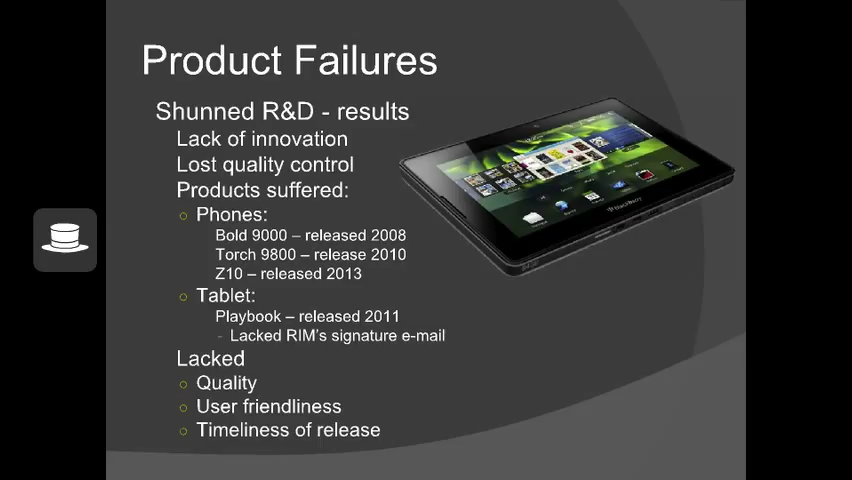 Product Failures
Shunned R&D - results
Lack of innovation
Lost quality control
Products suffered:
Phones:
Bold 9000 – released 2008
Torch 9800 – release 2010
Z10 – released 2013
Tablet:
Playbook – released 2011
- Lacked RIM's signature e-mail
Lacked
Quality
User friendliness
Timeliness of release
BlackBerry